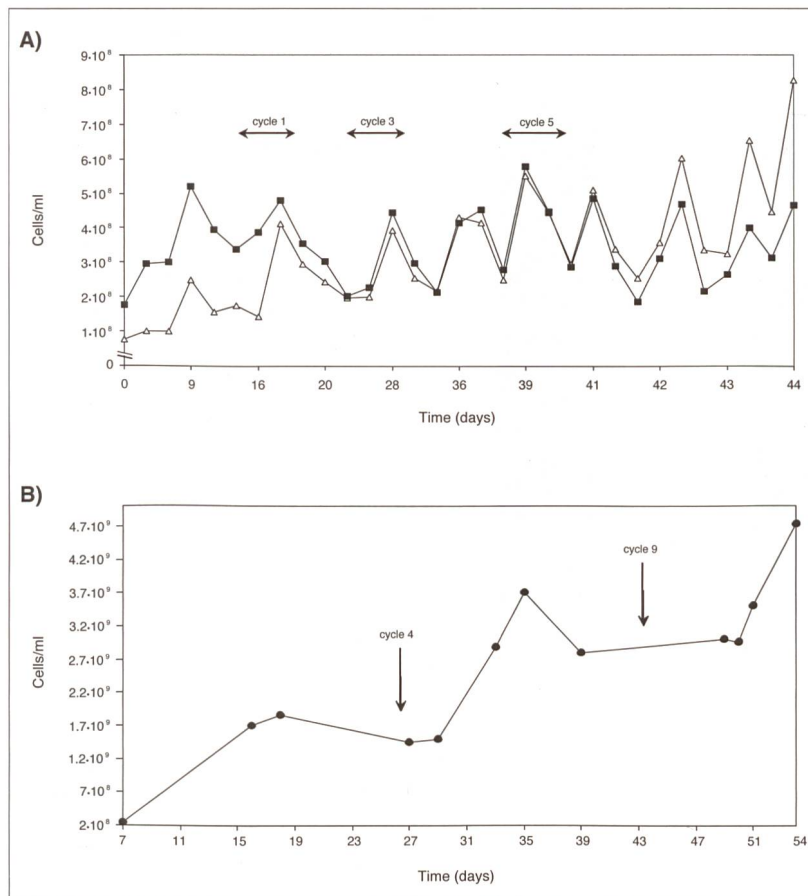 A)
9·10⁸
8·10⁸
7·10⁸
6·10⁸
5·10⁸
4·10⁸
3·10⁸
2·10⁸
1·10⁸
0
Cells/ml
cycle 1 cycle 3 cycle 5
0 9 16 20 28 36 39 41 42 43 44
Time (days)
B)
4.7·10⁹
4.2·10⁹
3.7·10⁹
3.2·10⁹
2.7·10⁹
2.2·10⁹
1.7·10⁹
1.2·10⁹
7·10⁸
2·10⁸
Cells/ml
cycle 9
cycle 4
7 11 15 19 23 27 31 35 39 43 47 51 54
Time (days)